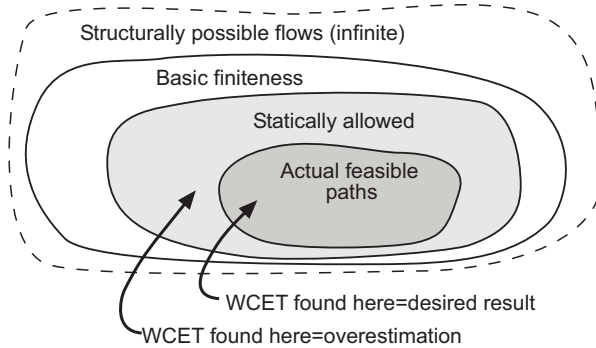 Structurally possible flows (infinite)
Basic finiteness
Statically allowed
Actual feasible
paths
WCET found here=desired result
WCET found here=overestimation